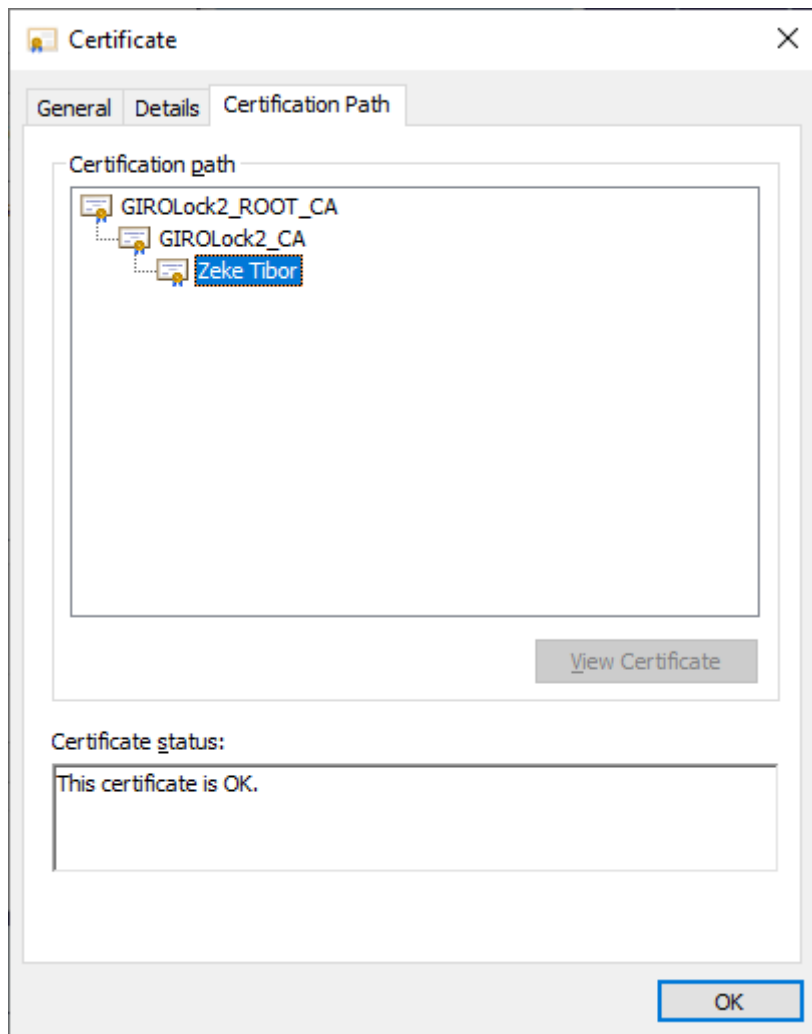 Certificate
General Details Certification Path
Certification path
GIROLock2_ROOT_CA
GIROLock2_CA
Zeke Tibor
View Certificate
Certificate status:
This certificate is OK.
OK